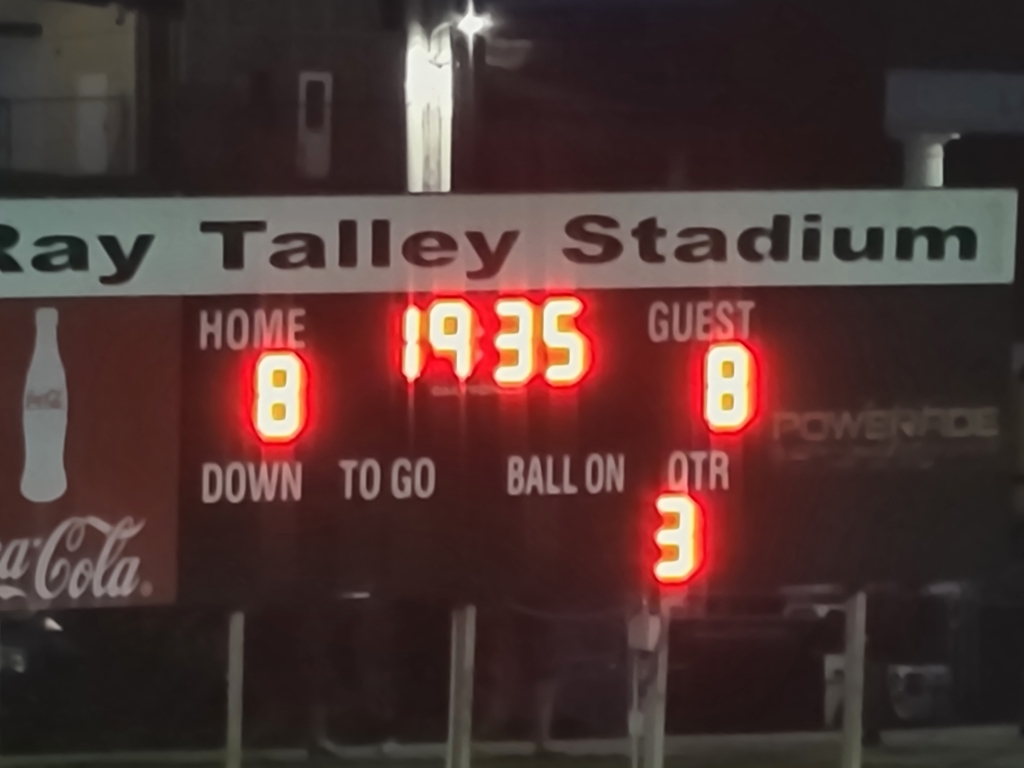 Ray Talley Stadium
HOME 19:35 GUEST
8 8
DOWN TO GO BALL ON QTR
3
POWERADE
Coca-Cola